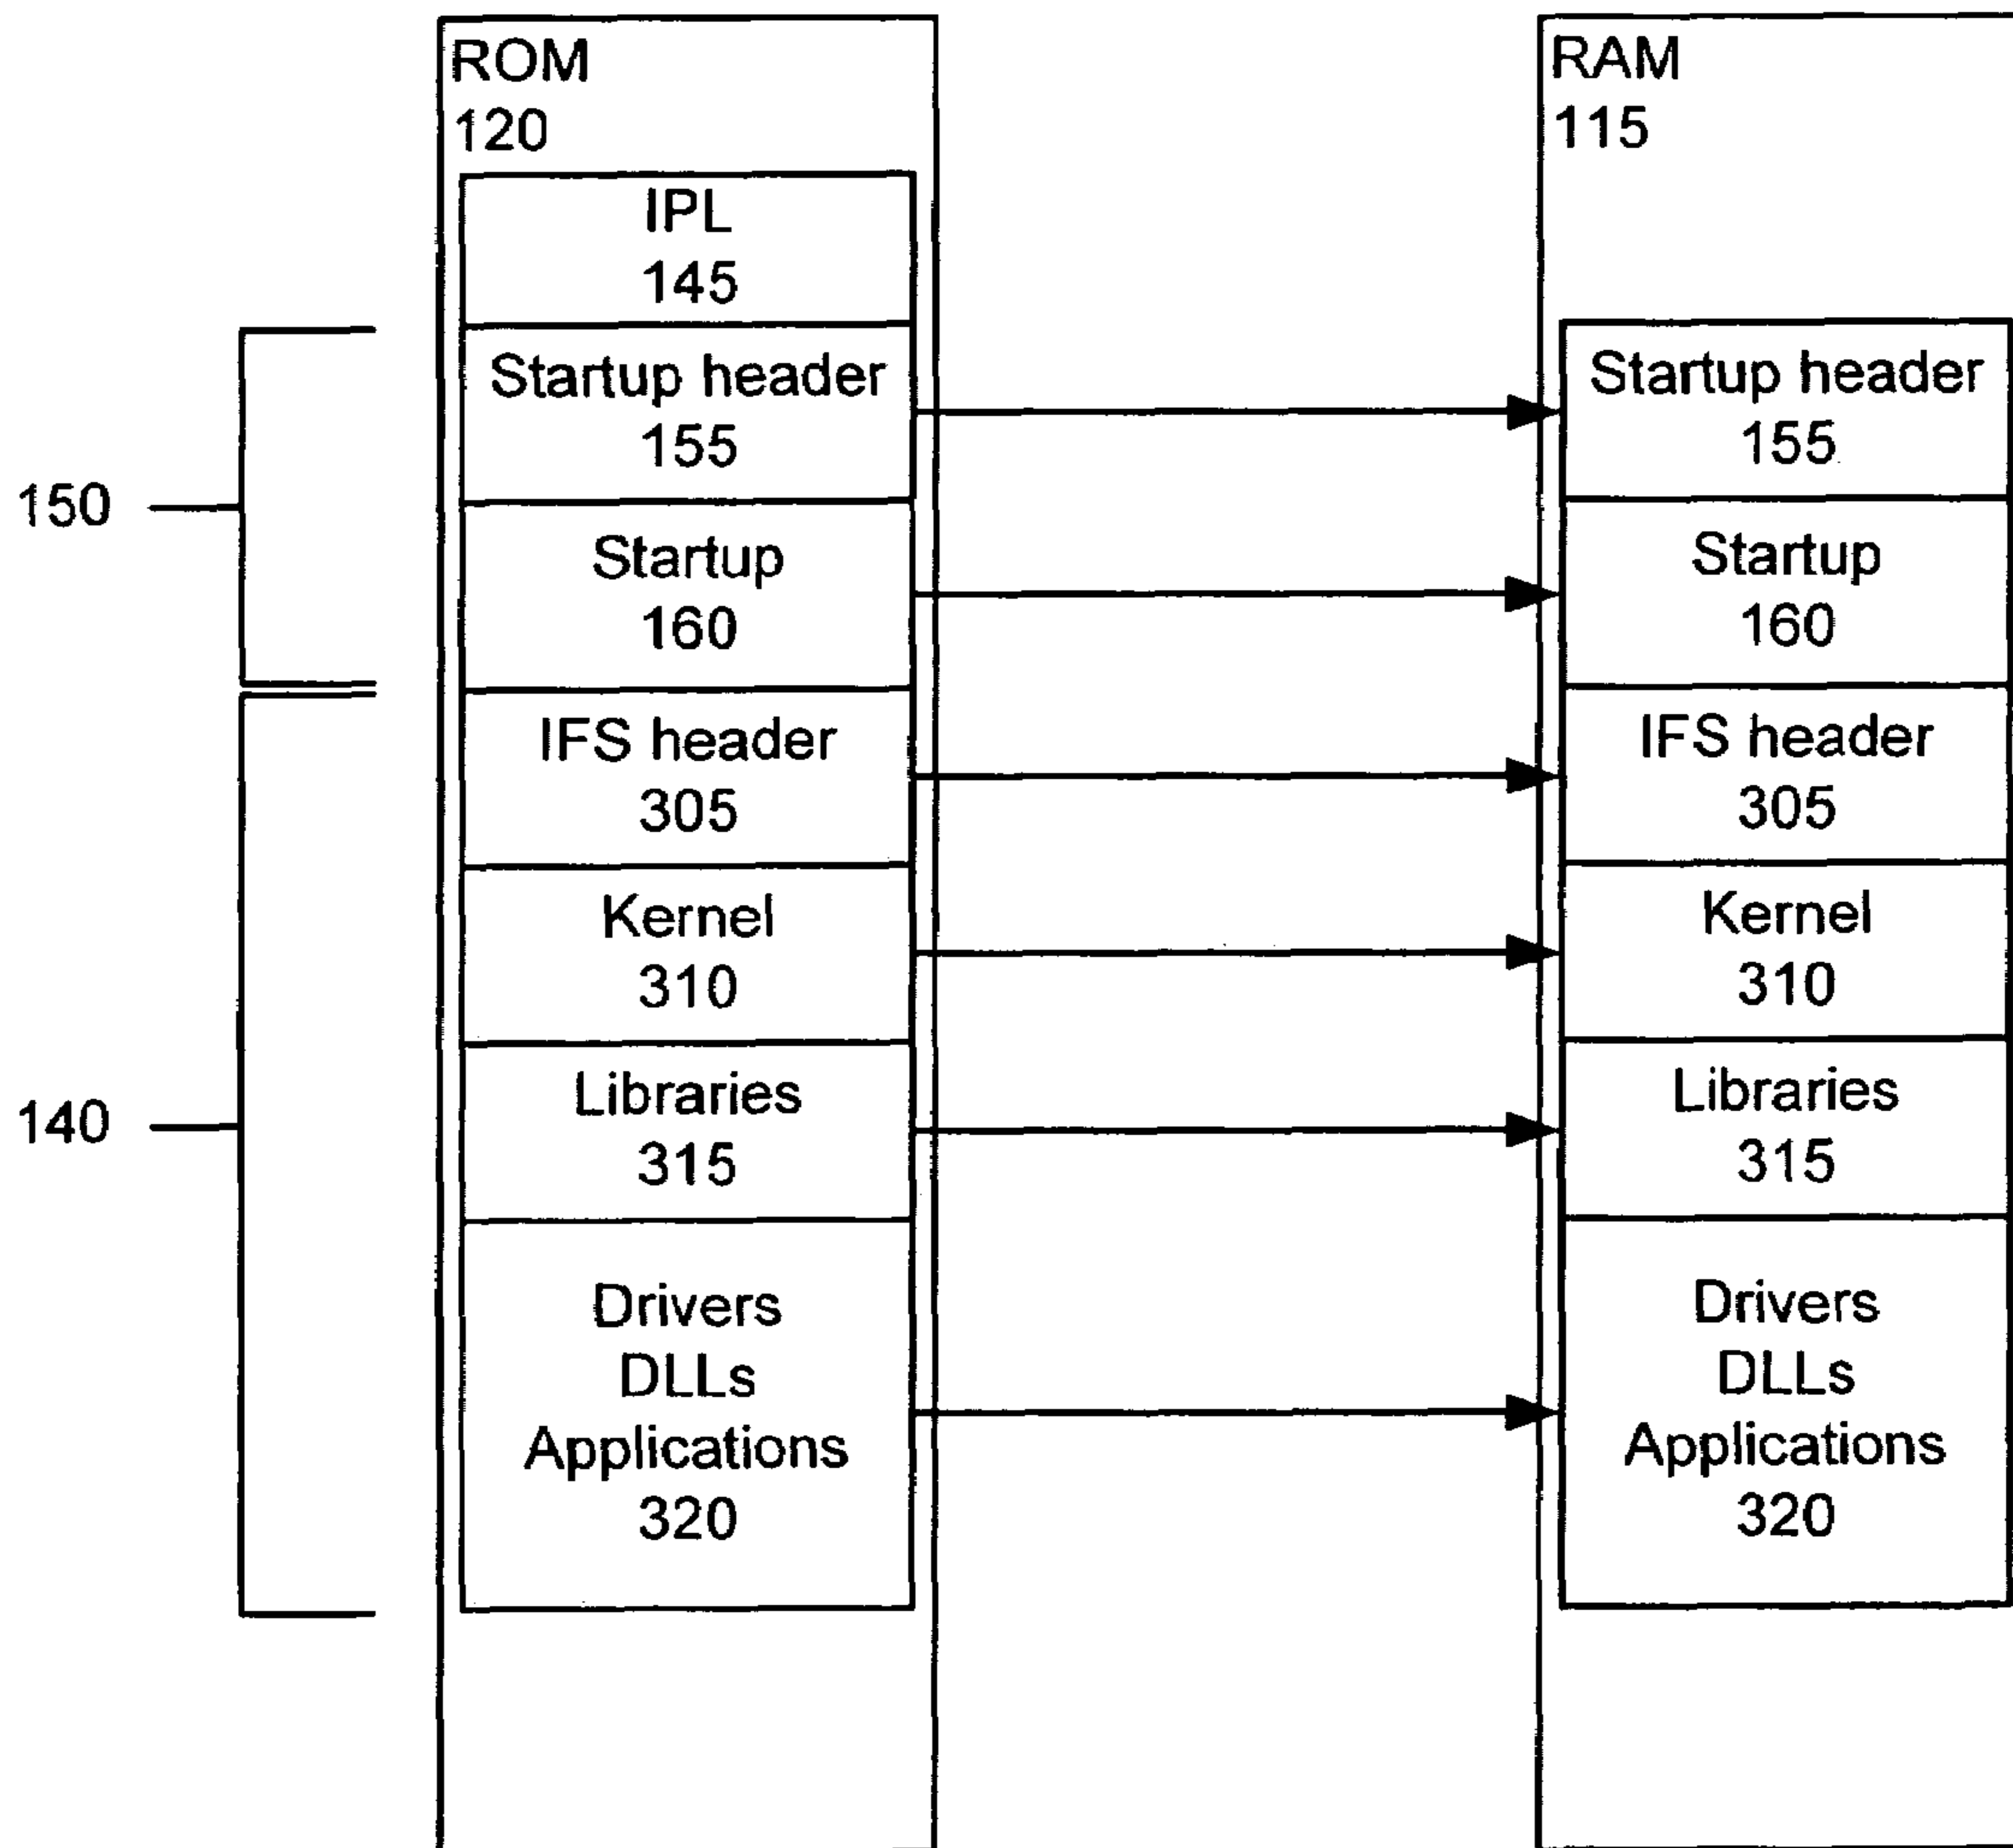 ROM
120
IPL
145
Startup header
155
Startup
160
IFS header
305
Kernel
310
Libraries
315
Drivers
DLLs
Applications
320
150
140
RAM
115
Startup header
155
Startup
160
IFS header
305
Kernel
310
Libraries
315
Drivers
DLLs
Applications
320